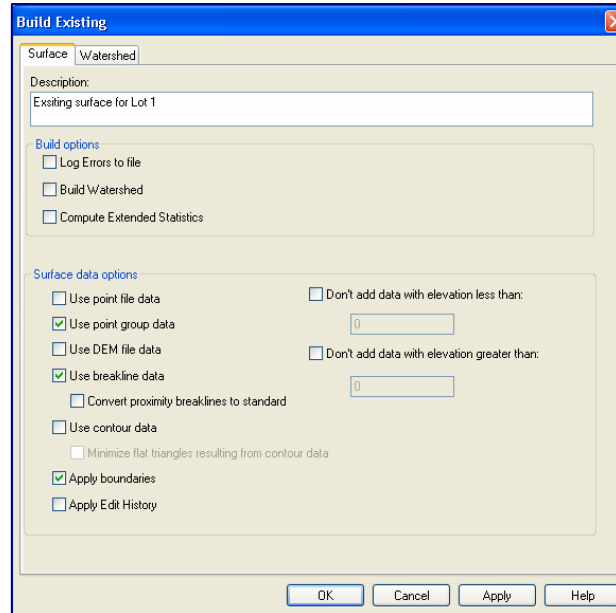 Build Existing
Surface
Watershed
Description:
Exsiting surface for Lot 1
Build options
Log Errors to file
Build Watershed
Compute Extended Statistics
Surface data options
Use point file data
Use point group data
Use DEM file data
Use breakline data
Convert proximity breaklines to standard
Use contour data
Minimize flat triangles resulting from contour data
Apply boundaries
Apply Edit History
Don't add data with elevation less than:
0
Don't add data with elevation greater than:
0
OK
Cancel
Apply
Help